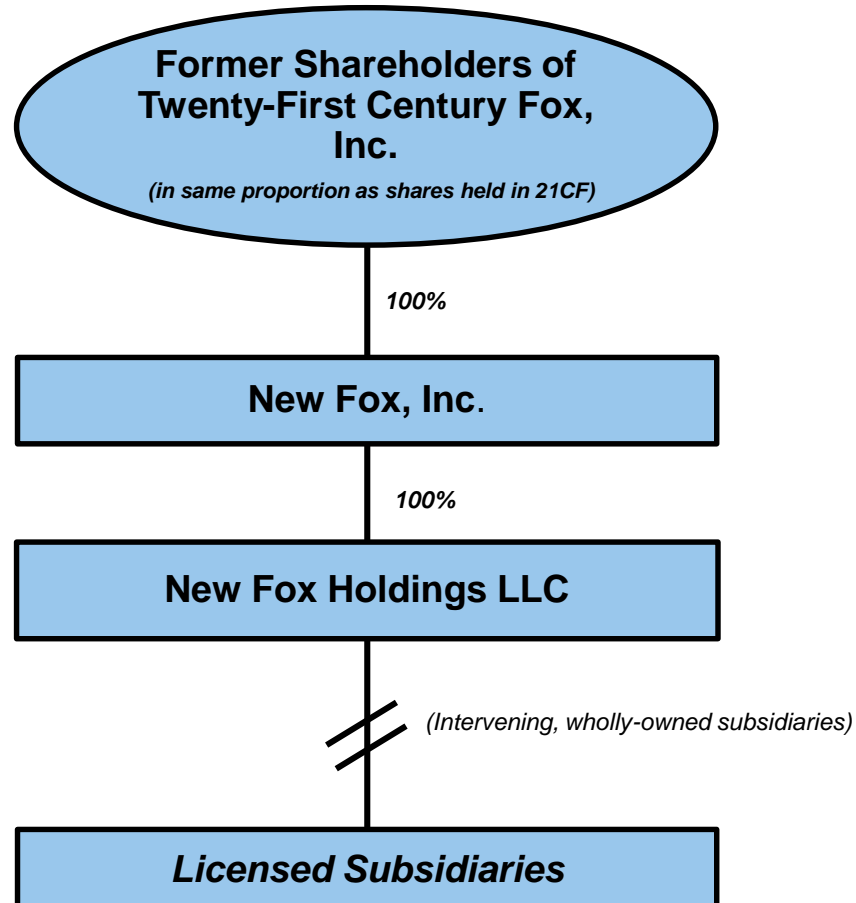 Former Shareholders of
Twenty-First Century Fox,
Inc.
(in same proportion as shares held in 21CF)
100%
New Fox, Inc.
100%
New Fox Holdings LLC
(Intervening, wholly-owned subsidiaries)
Licensed Subsidiaries